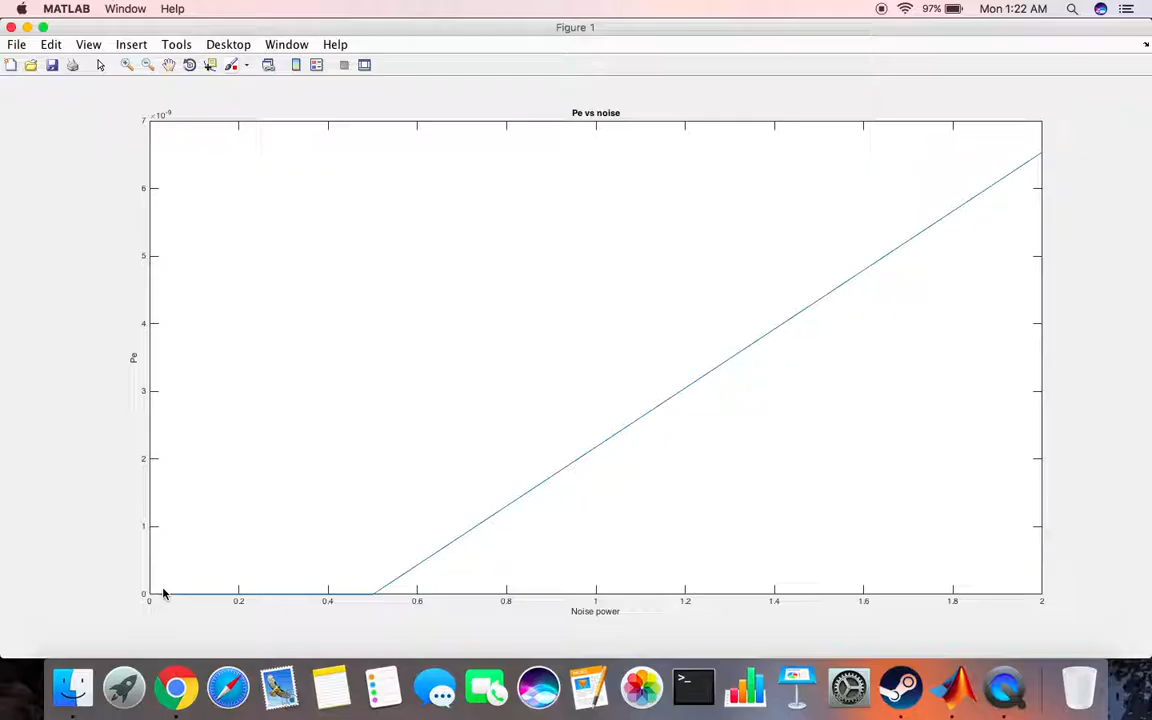 MATLAB Window Help 97% Mon 1:22 AM
Figure 1
File Edit View Insert Tools Desktop Window Help
×10⁻⁹
Pe vs noise
7
6
5
4
3
2
1
0
Pe
0 0.2 0.4 0.6 0.8 1 1.2 1.4 1.6 1.8 2
Noise power
>_